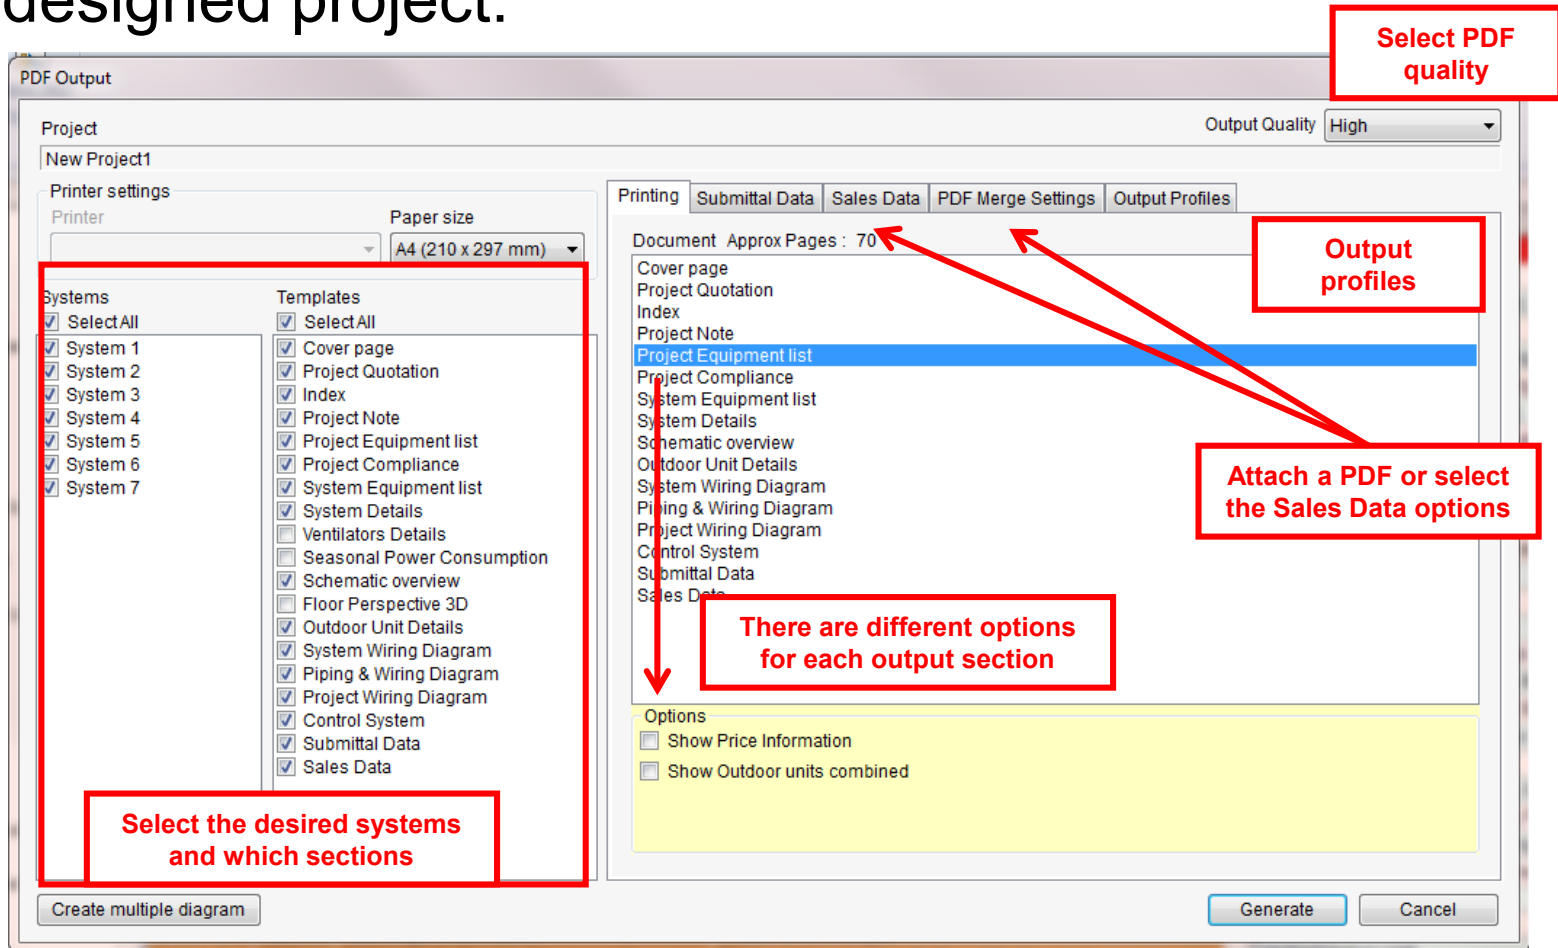 designed project.
Select PDF
quality
PDF Output
Project
Output Quality High
New Project1
Printer settings
Printer
Paper size
A4 (210 x 297 mm)
Systems
Select All
System 1
System 2
System 3
System 4
System 5
System 6
System 7
Templates
Select All
Cover page
Project Quotation
Index
Project Note
Project Equipment list
Project Compliance
System Equipment list
System Details
Ventilators Details
Seasonal Power Consumption
Schematic overview
Floor Perspective 3D
Outdoor Unit Details
System Wiring Diagram
Piping & Wiring Diagram
Project Wiring Diagram
Control System
Submittal Data
Sales Data
Select the desired systems
and which sections
Printing Submittal Data Sales Data PDF Merge Settings Output Profiles
Document Approx Pages : 70
Output
profiles
Cover page
Project Quotation
Index
Project Note
Project Equipment list
Project Compliance
System Equipment list
System Details
Schematic overview
Outdoor Unit Details
System Wiring Diagram
Piping & Wiring Diagram
Project Wiring Diagram
Control System
Submittal Data
Sales Data
Attach a PDF or select
the Sales Data options
There are different options
for each output section
Options
Show Price Information
Show Outdoor units combined
Create multiple diagram
Generate
Cancel